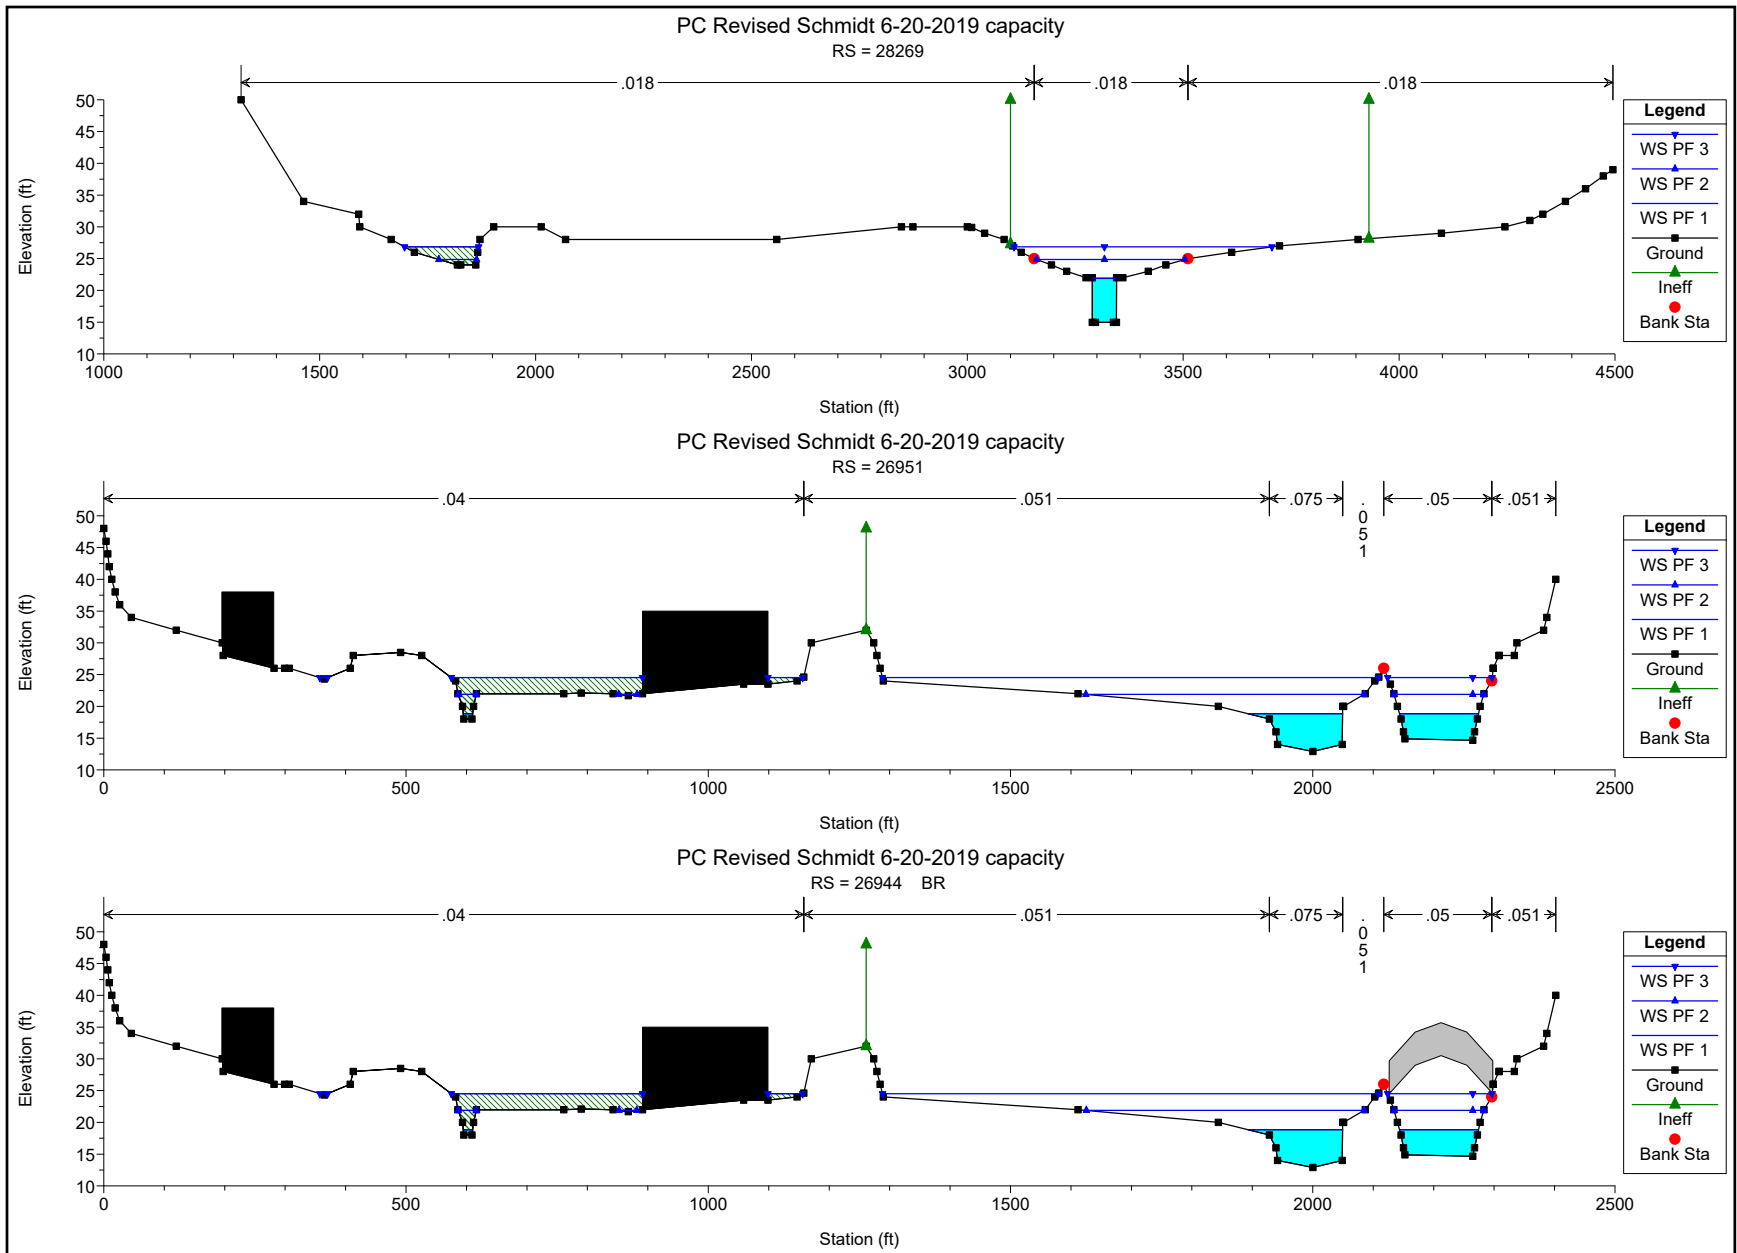 PC Revised Schmidt 6-20-2019 capacity
RS = 28269
.018 .018 .018
Elevation (ft)
50
45
40
35
30
25
20
15
10
1000 1500 2000 2500 3000 3500 4000 4500
Station (ft)
Legend
WS PF 3
WS PF 2
WS PF 1
Ground
Ineff
Bank Sta
PC Revised Schmidt 6-20-2019 capacity
RS = 26951
.04 .051 .075 .051 .05 .051
Elevation (ft)
50
45
40
35
30
25
20
15
10
0 500 1000 1500 2000 2500
Station (ft)
Legend
WS PF 3
WS PF 2
WS PF 1
Ground
Ineff
Bank Sta
PC Revised Schmidt 6-20-2019 capacity
RS = 26944 BR
.04 .051 .075 .051 .05 .051
Elevation (ft)
50
45
40
35
30
25
20
15
10
0 500 1000 1500 2000 2500
Station (ft)
Legend
WS PF 3
WS PF 2
WS PF 1
Ground
Ineff
Bank Sta